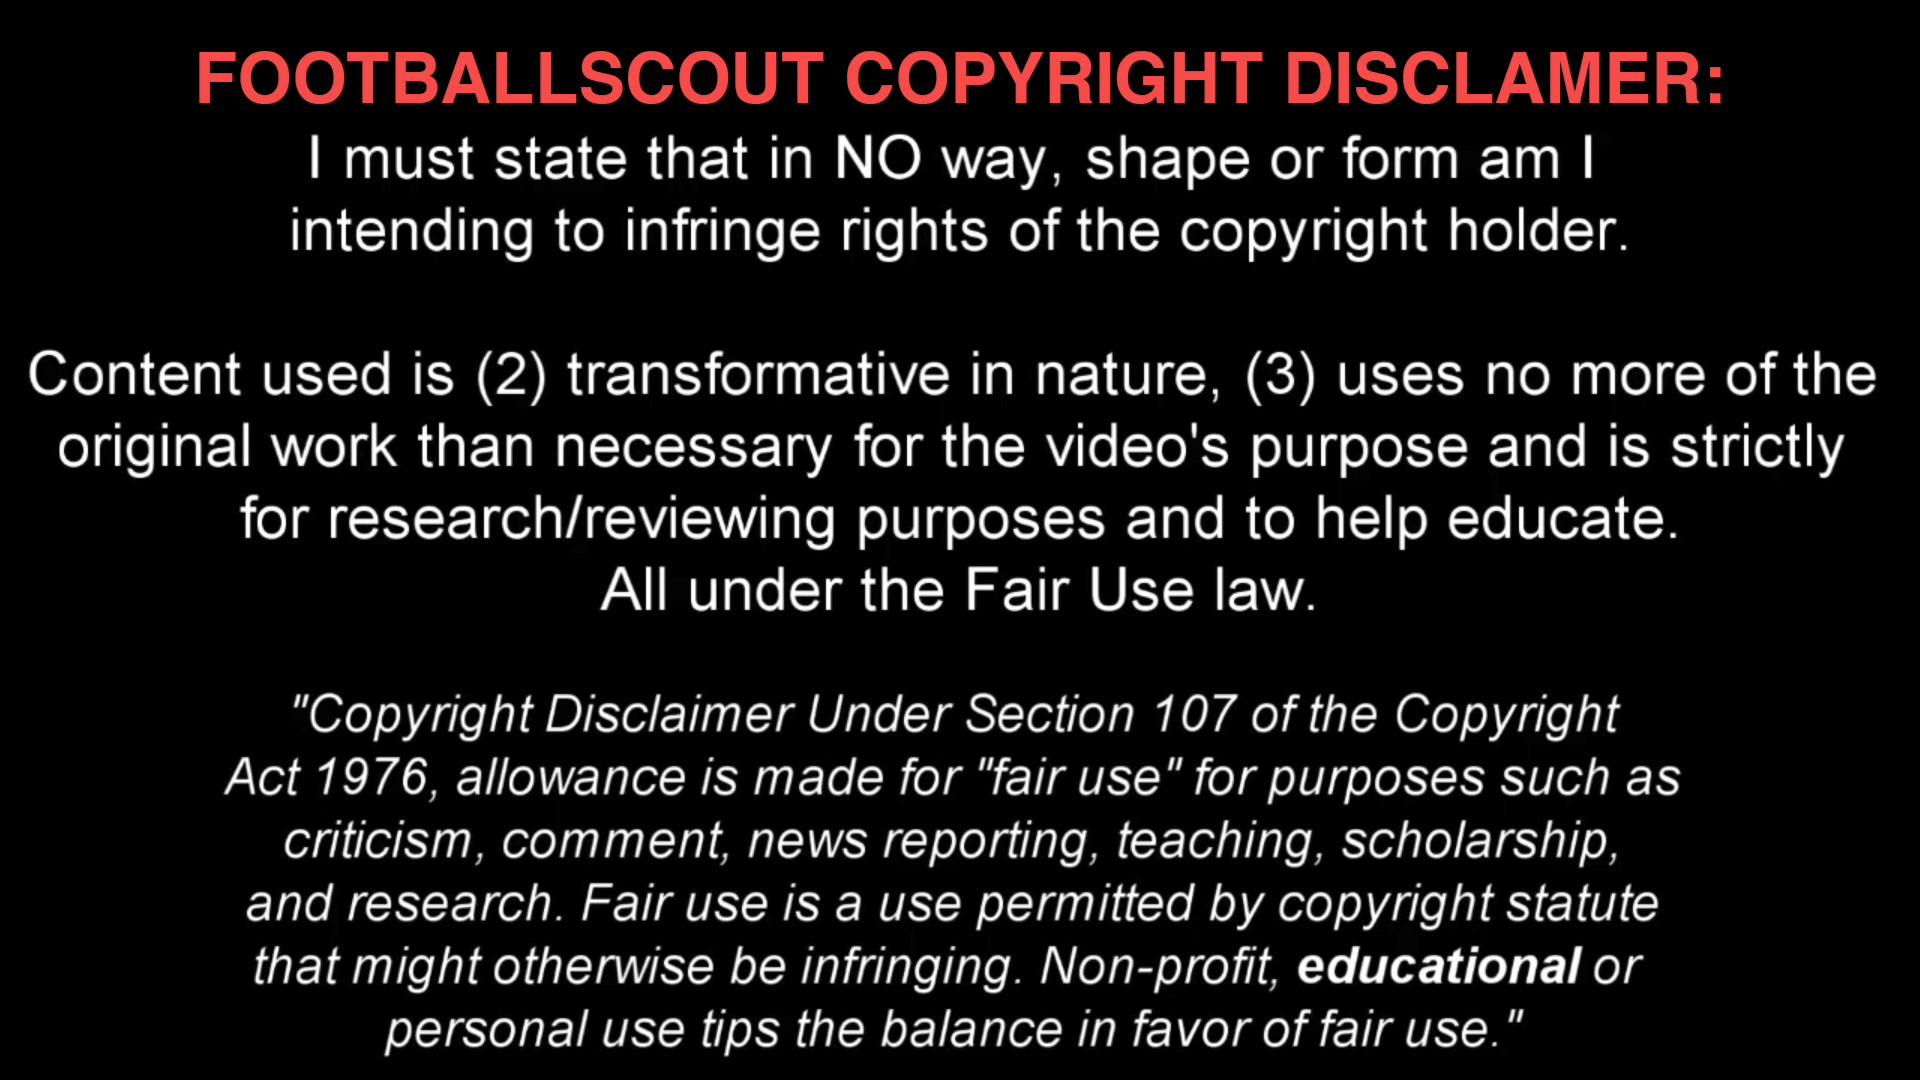 FOOTBALLSCOUT COPYRIGHT DISCLAMER:
I must state that in NO way, shape or form am I
intending to infringe rights of the copyright holder.
Content used is (2) transformative in nature, (3) uses no more of the
original work than necessary for the video's purpose and is strictly
for research/reviewing purposes and to help educate.
All under the Fair Use law.
"Copyright Disclaimer Under Section 107 of the Copyright
Act 1976, allowance is made for "fair use" for purposes such as
criticism, comment, news reporting, teaching, scholarship,
and research. Fair use is a use permitted by copyright statute
that might otherwise be infringing. Non-profit, educational or
personal use tips the balance in favor of fair use."